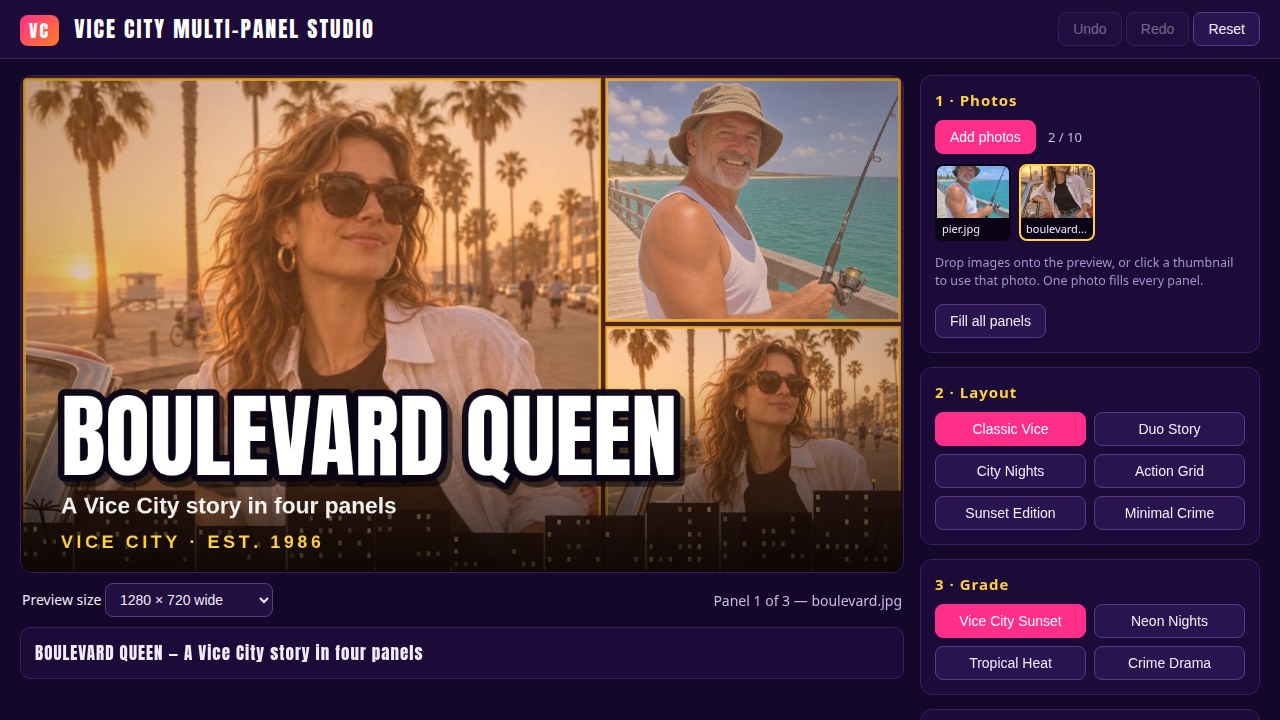 VC VICE CITY MULTI-PANEL STUDIO
Undo Redo Reset
BOULEVARD QUEEN
A Vice City story in four panels
VICE CITY · EST. 1986
Preview size 1280 × 720 wide
Panel 1 of 3 — boulevard.jpg
BOULEVARD QUEEN — A Vice City story in four panels
1 · Photos
Add photos 2 / 10
pier.jpg boulevard...
Drop images onto the preview, or click a thumbnail
to use that photo. One photo fills every panel.
Fill all panels
2 · Layout
Classic Vice Duo Story
City Nights Action Grid
Sunset Edition Minimal Crime
3 · Grade
Vice City Sunset Neon Nights
Tropical Heat Crime Drama